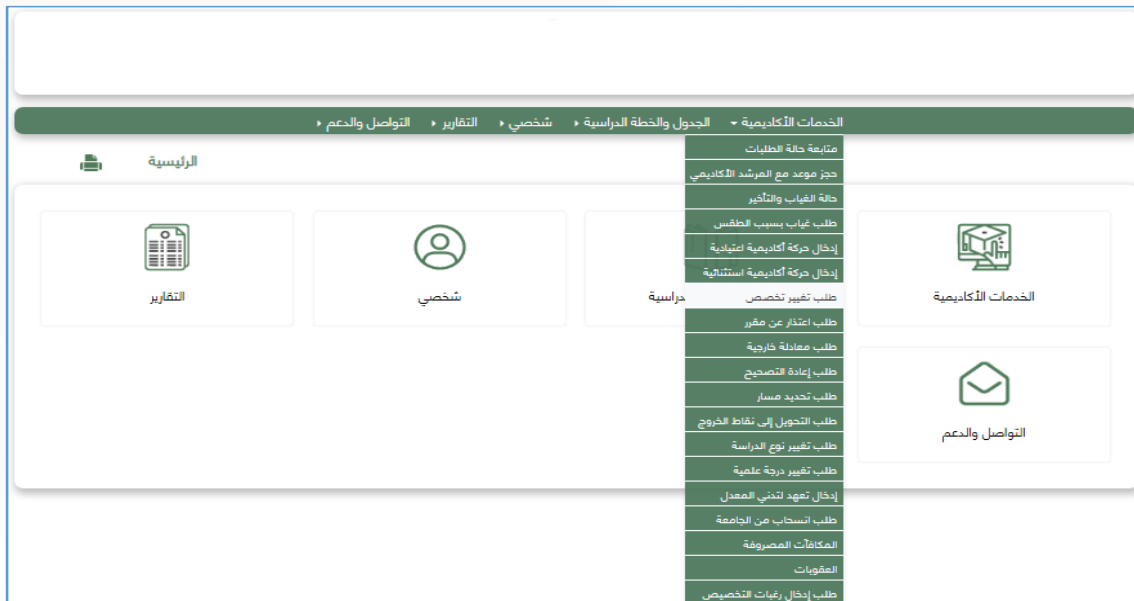 الخدمات الأكاديمية
الجدول والخطة الدراسية
شخصي
التقارير
التواصل والدعم
الرئيسية
متابعة حالة الطلبات
حجز موعد مع المرشد الأكاديمي
حالة الغياب والتأخير
طلب غياب بسبب الطقس
إدخال حركة أكاديمية اعتيادية
إدخال حركة أكاديمية استثنائية
طلب تغيير تخصص
طلب اعتذار عن مقرر
طلب معادلة خارجية
طلب إعادة التصحيح
طلب تحديد مسار
طلب التحويل إلى نقاط الخروج
طلب تغيير نوع الدراسة
طلب تغيير درجة علمية
إدخال تعهد لتدني المعدل
طلب انسحاب من الجامعة
المكافآت المصروفة
العقوبات
طلب إدخال رغبات التخصيص
الخدمات الأكاديمية
شخصي
التقارير
التواصل والدعم